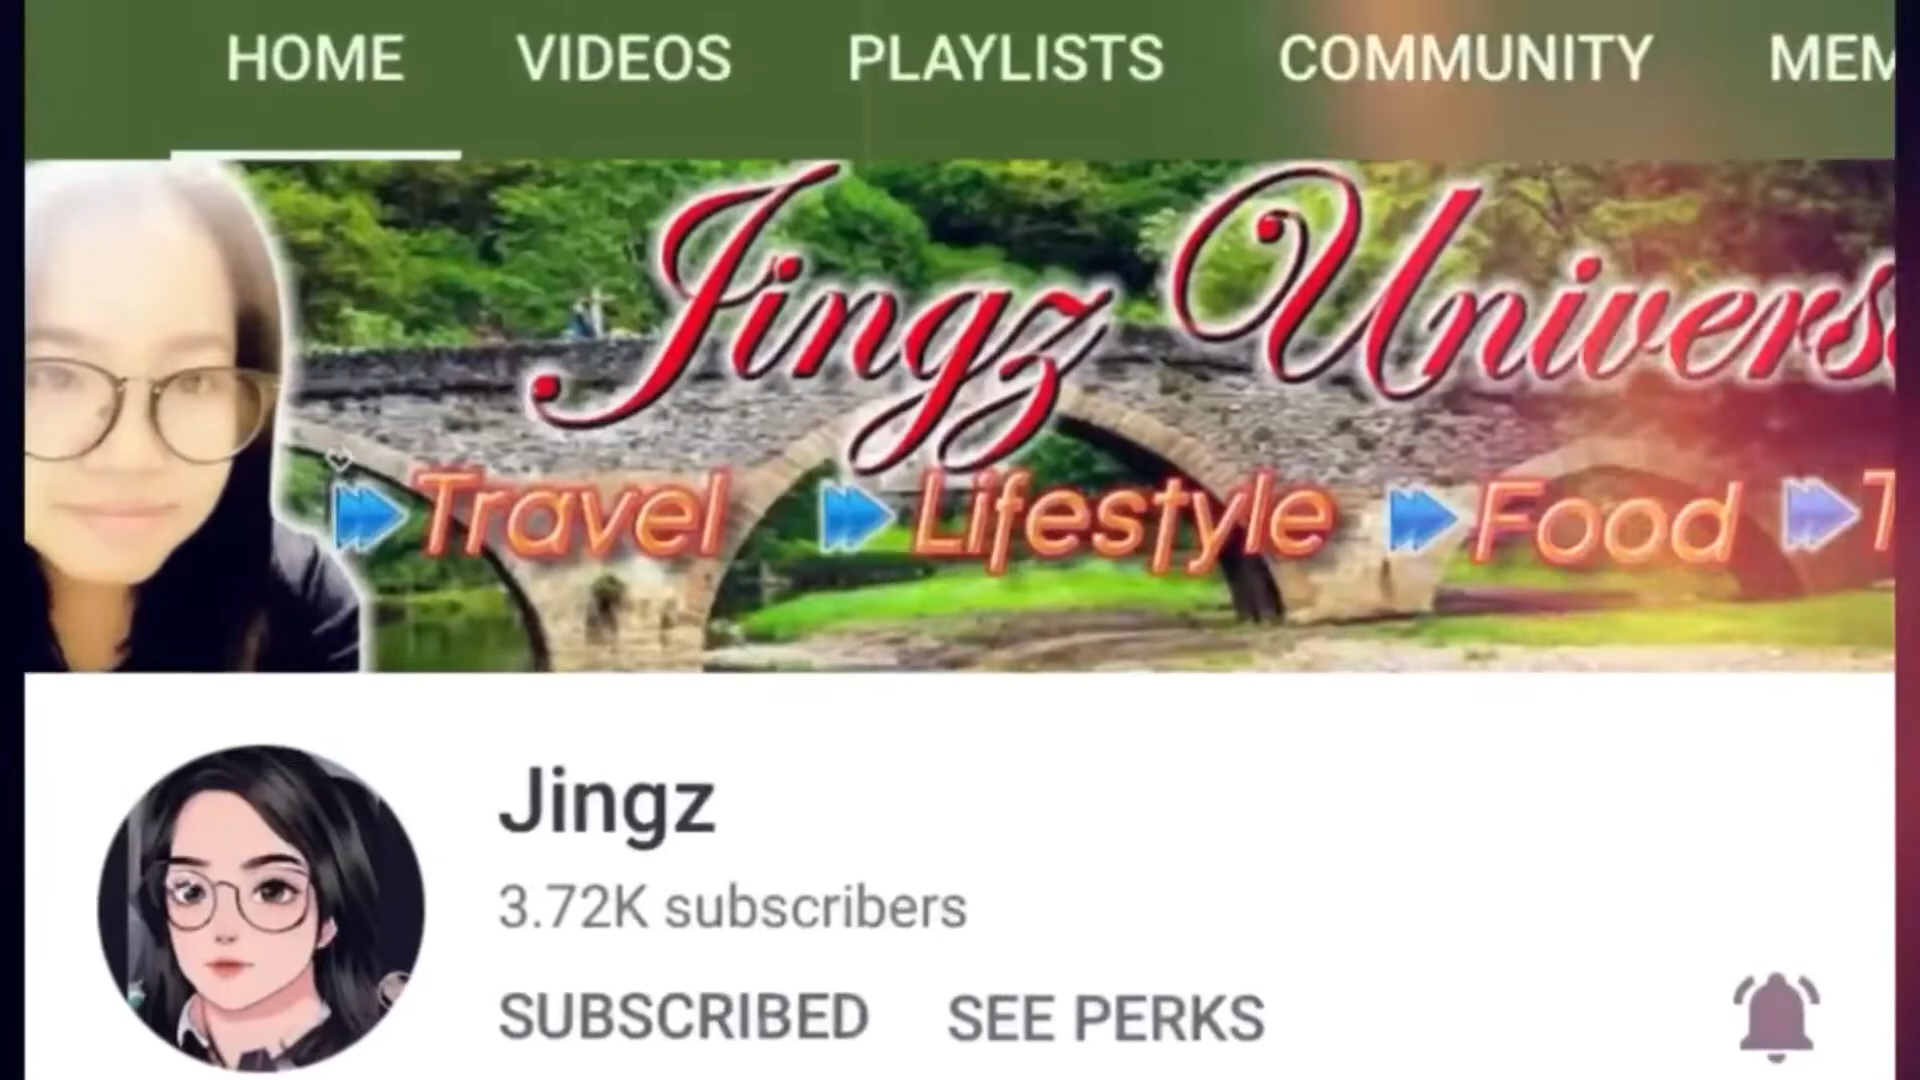 HOME VIDEOS PLAYLISTS COMMUNITY
Jingz
Travel Lifestyle Food
Jingz
3.72K subscribers
SUBSCRIBED SEE PERKS